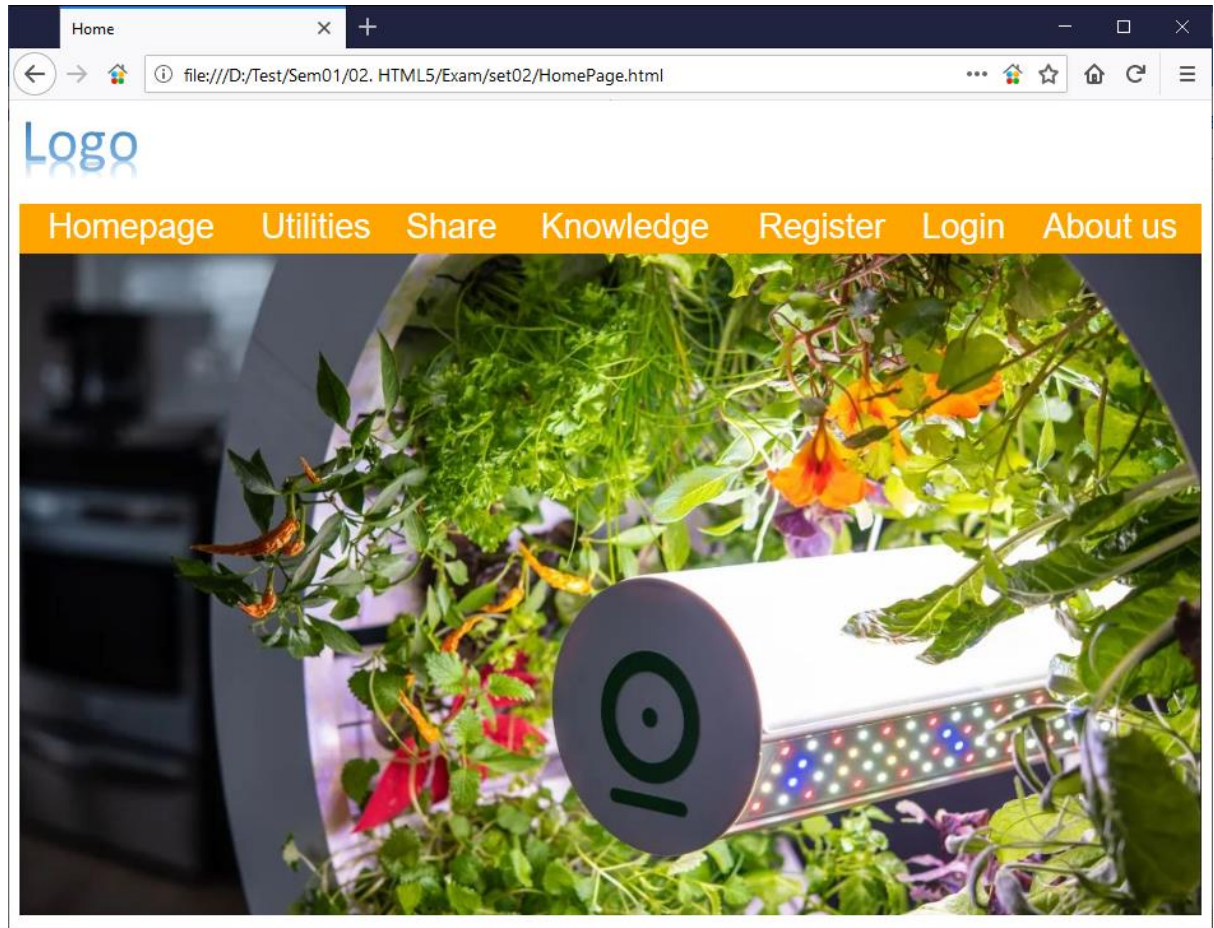 Home
file:///D:/Test/Sem01/02. HTML5/Exam/set02/HomePage.html
Logo
Homepage Utilities Share Knowledge Register Login About us